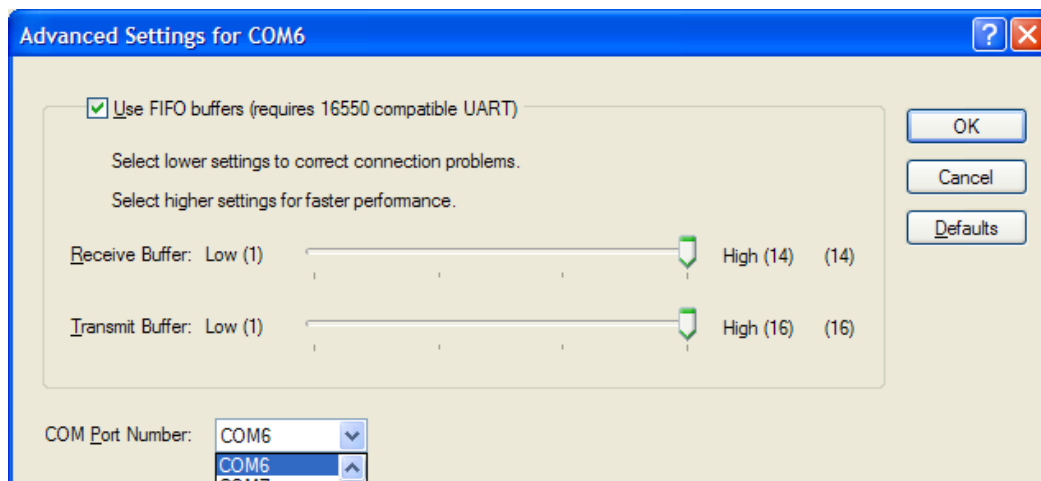 Advanced Settings for COM6
Use FIFO buffers (requires 16550 compatible UART)
Select lower settings to correct connection problems.
Select higher settings for faster performance.
Receive Buffer: Low (1) High (14) (14)
Transmit Buffer: Low (1) High (16) (16)
OK
Cancel
Defaults
COM Port Number: COM6
COM6